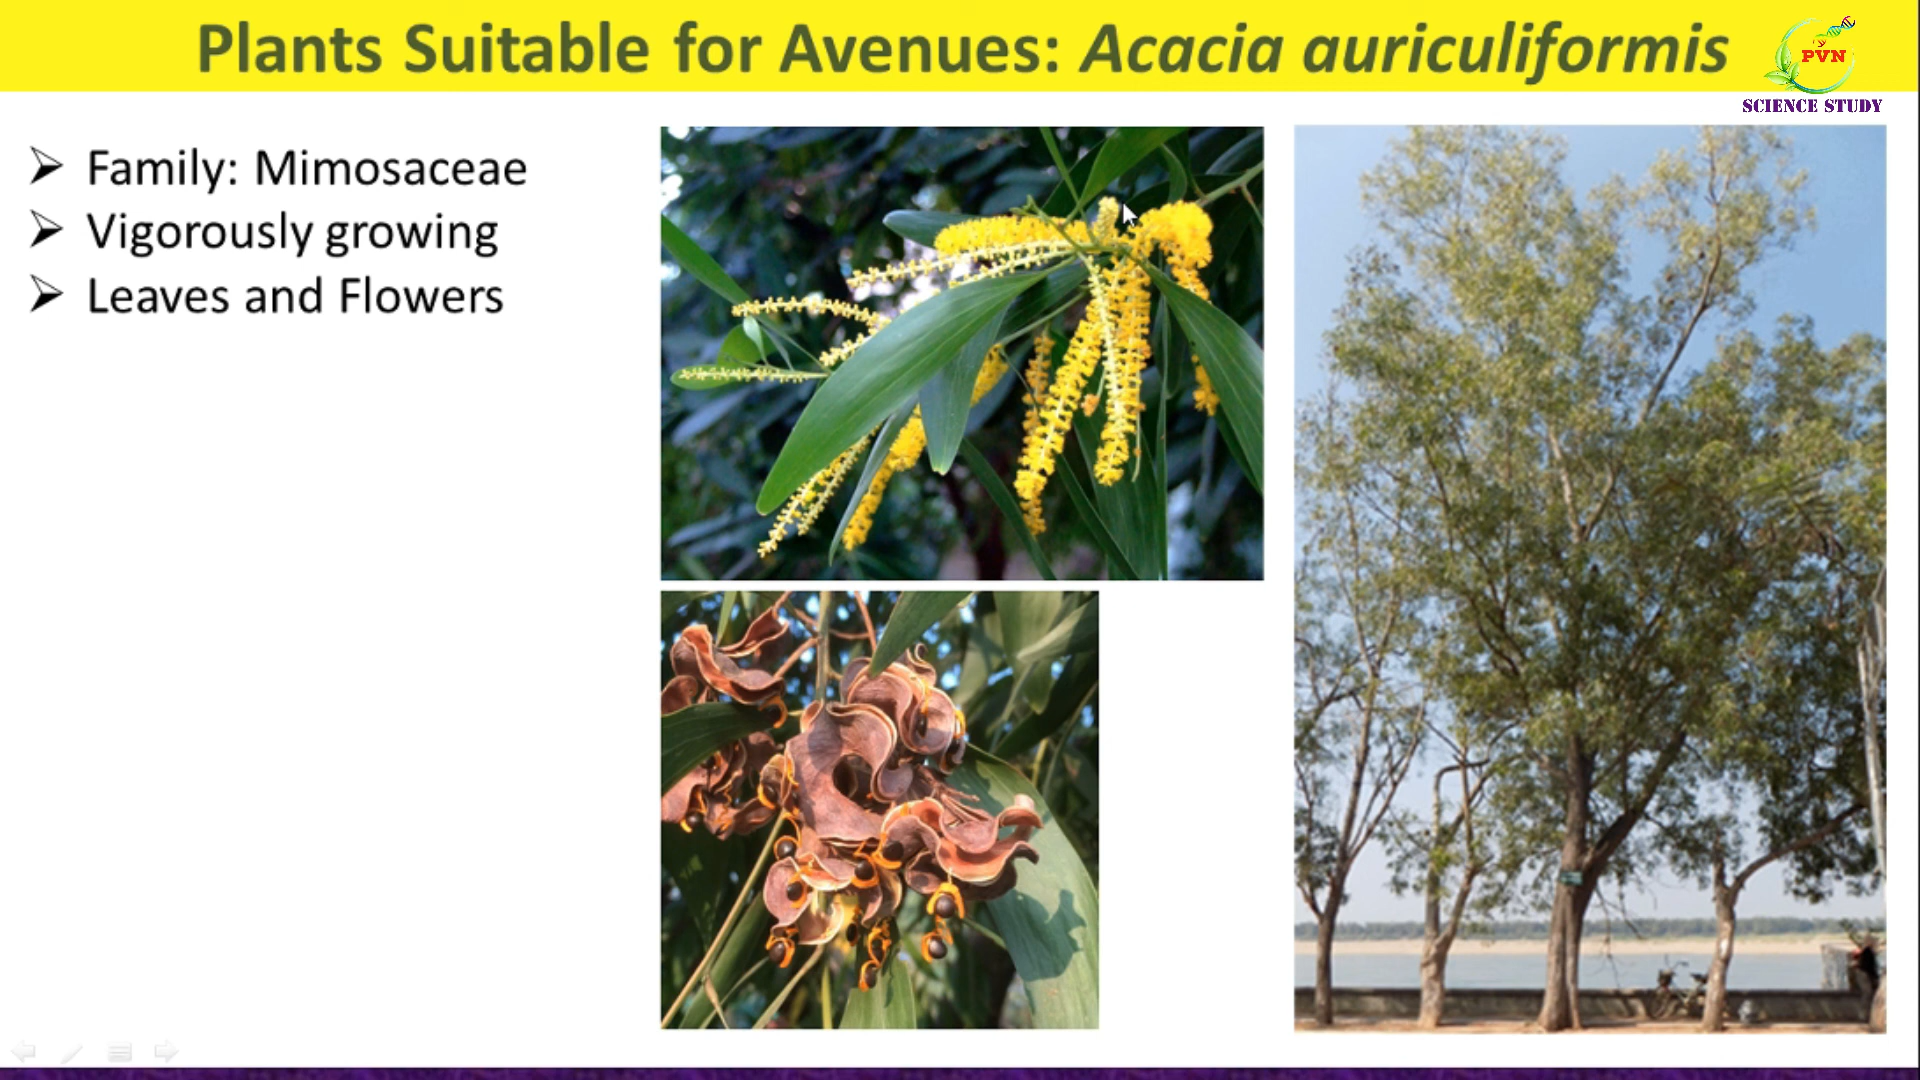 Plants Suitable for Avenues: Acacia auriculiformis
PVN
SCIENCE STUDY
Family: Mimosaceae
Vigorously growing
Leaves and Flowers